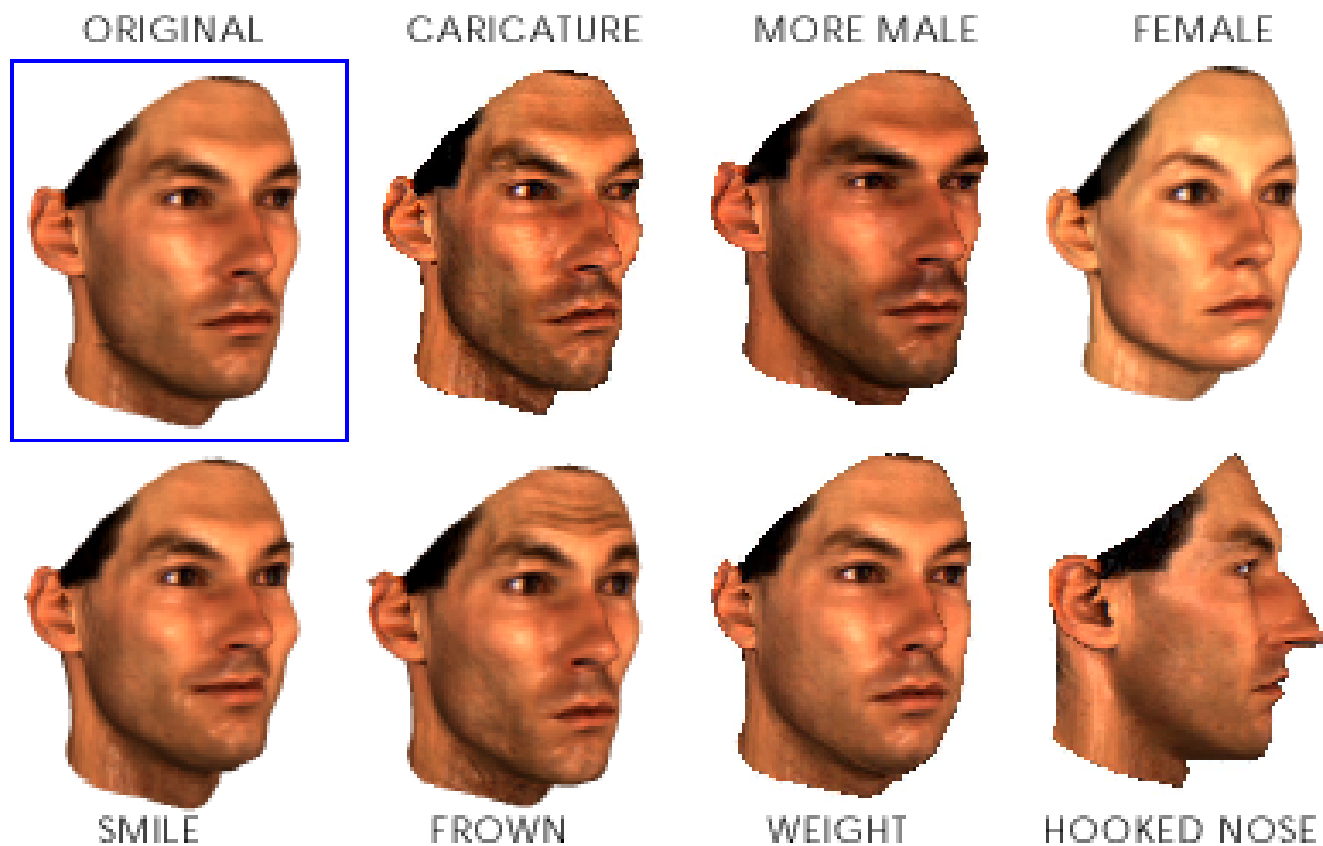 ORIGINAL
CARICATURE
MORE MALE
FEMALE
SMILE
FROWN
WEIGHT
HOOKED NOSE